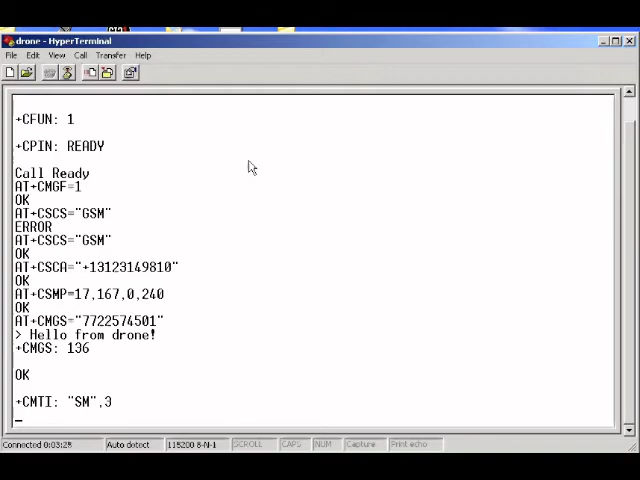 drone - HyperTerminal
File Edit View Call Transfer Help
+CFUN: 1
+CPIN: READY
Call Ready
AT+CMGF=1
OK
AT+CSCS="GSM"
ERROR
AT+CSCS="GSM"
OK
AT+CSCA="+13123149810"
OK
AT+CSMP=17,167,0,240
OK
AT+CMGS="7722574501"
> Hello from drone!
+CMGS: 136
OK
+CMTI: "SM",3
Connected 0:03:28 Auto detect 115200 8-N-1 SCROLL CAPS NUM Capture Print echo